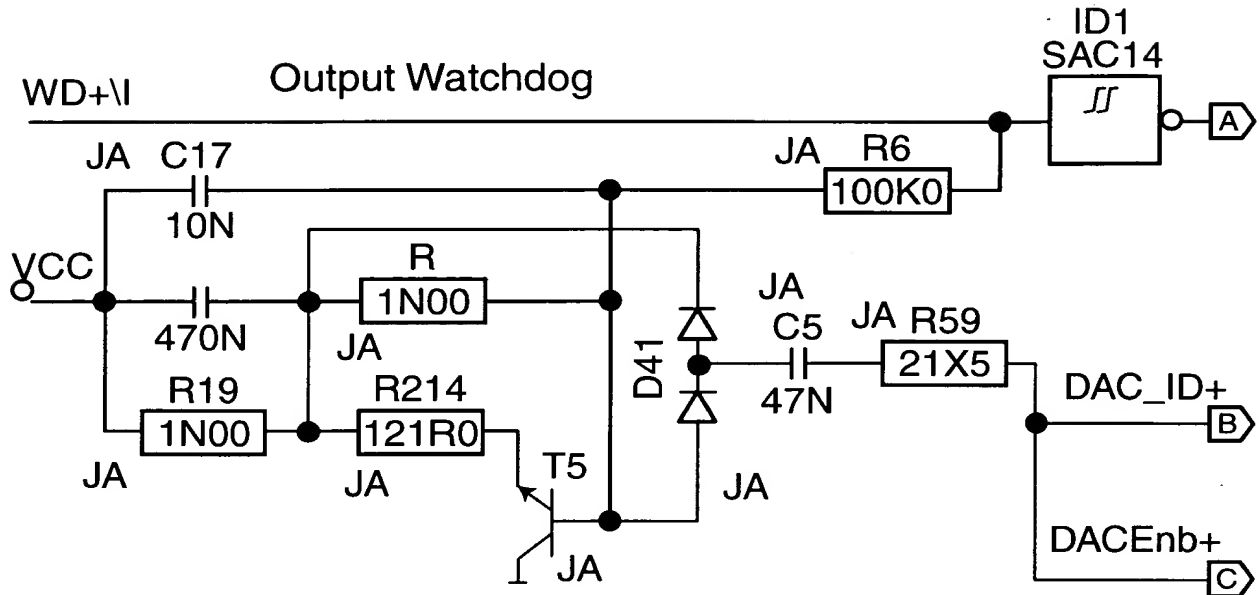 ID1
SAC14
Output Watchdog
WD+\I
A
JA
C17
10N
JA
R6
100K0
VCC
470N
R
1N00
JA
D41
JA
C5
47N
JA
R59
21X5
R19
1N00
JA
R214
121R0
JA
T5
JA
JA
DAC_ID+
B
DACEnb+
C